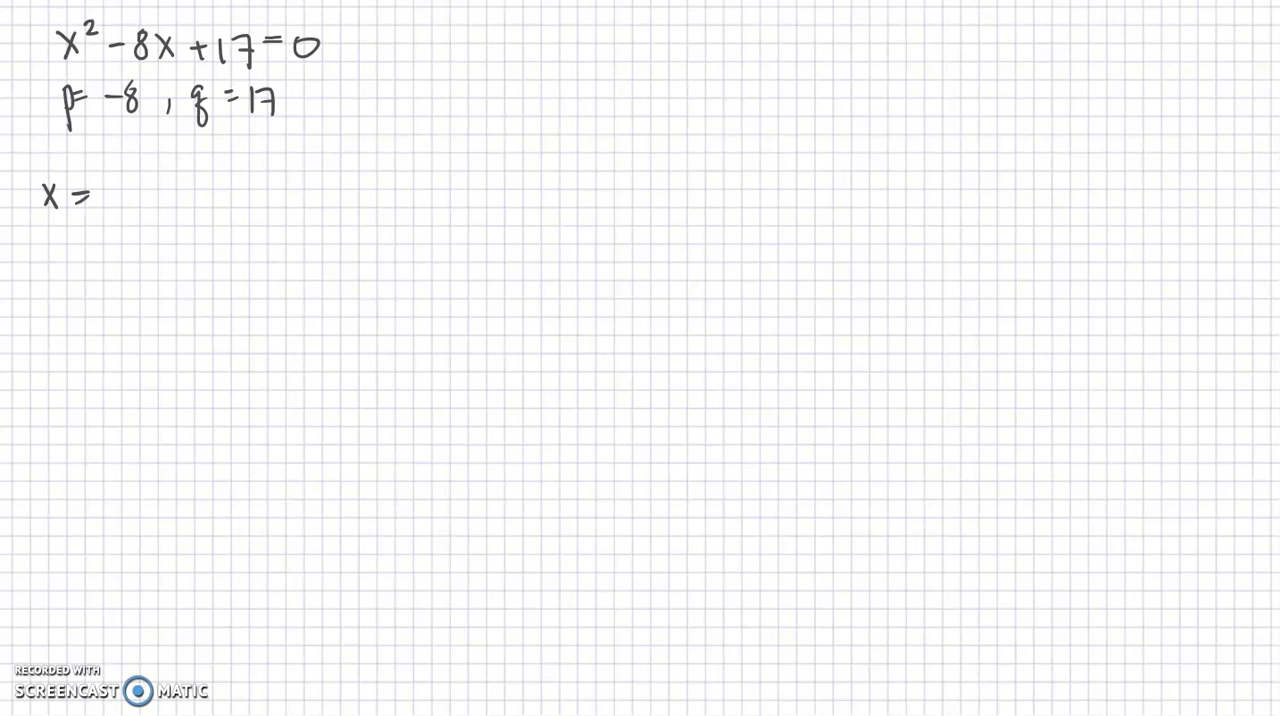 x² - 8x + 17 = 0
p = -8 , q = 17
x =
RECORDED WITH
SCREENCAST MATIC